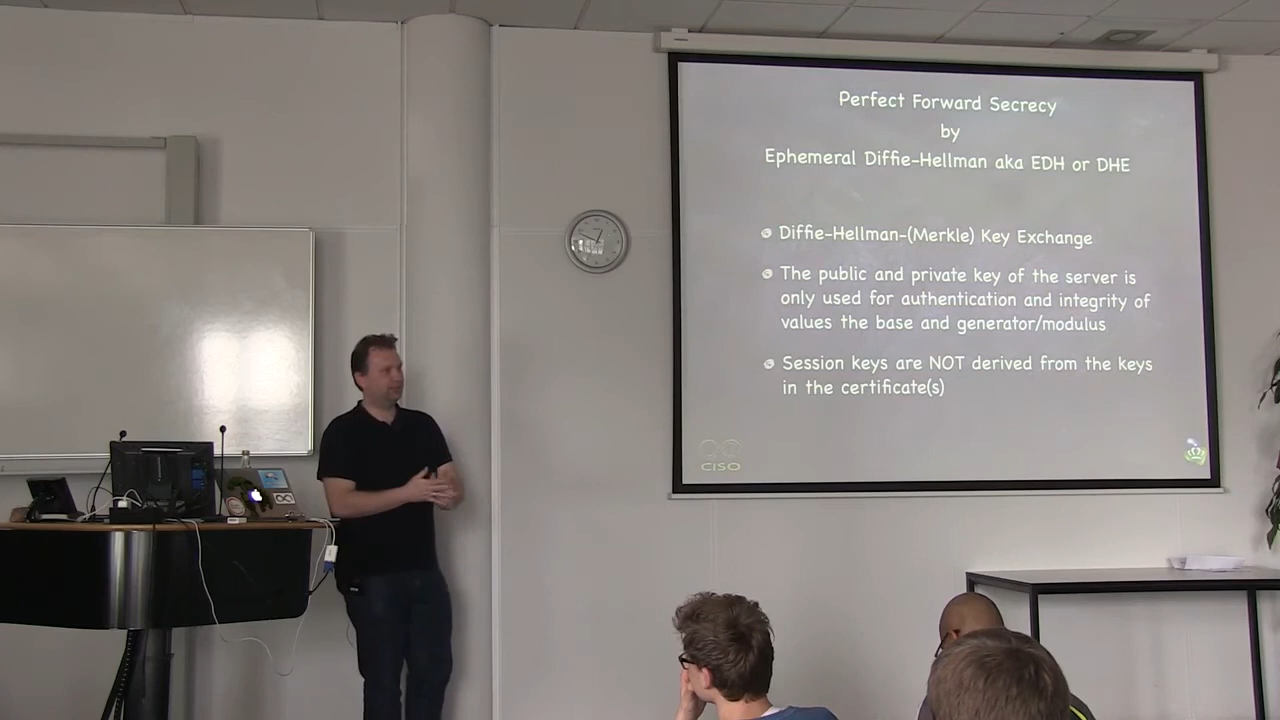 Perfect Forward Secrecy
by
Ephemeral Diffie-Hellman aka EDH or DHE
Diffie-Hellman-(Merkle) Key Exchange
The public and private key of the server is
only used for authentication and integrity of
values the base and generator/modulus
Session keys are NOT derived from the keys
in the certificate(s)
CISO